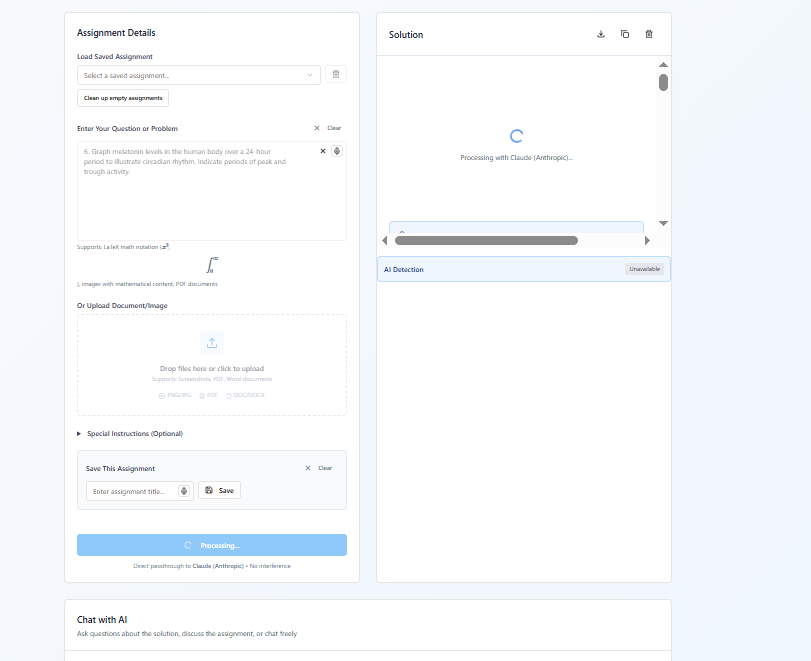 Assignment Details
Load Saved Assignment
Select a saved assignment...
Clean up empty assignments
Enter Your Question or Problem
Clear
6. Graph melatonin levels in the human body over a 24-hour
period to illustrate circadian rhythm. Indicate periods of peak and
trough activity.
Supports: LaTeX math notation (x²,
∫₀^∞
), images with mathematical content, PDF documents
Or Upload Document/Image
Drop files here or click to upload
Supports: Screenshots, PDF, Word documents
PNG/JPG
PDF
DOC/DOCX
Special Instructions (Optional)
Save This Assignment
Clear
Enter assignment title...
Save
Processing...
Direct passthrough to Claude (Anthropic) • No interference
Solution
Processing with Claude (Anthropic)...
AI Detection
Unavailable
Chat with AI
Ask questions about the solution, discuss the assignment, or chat freely